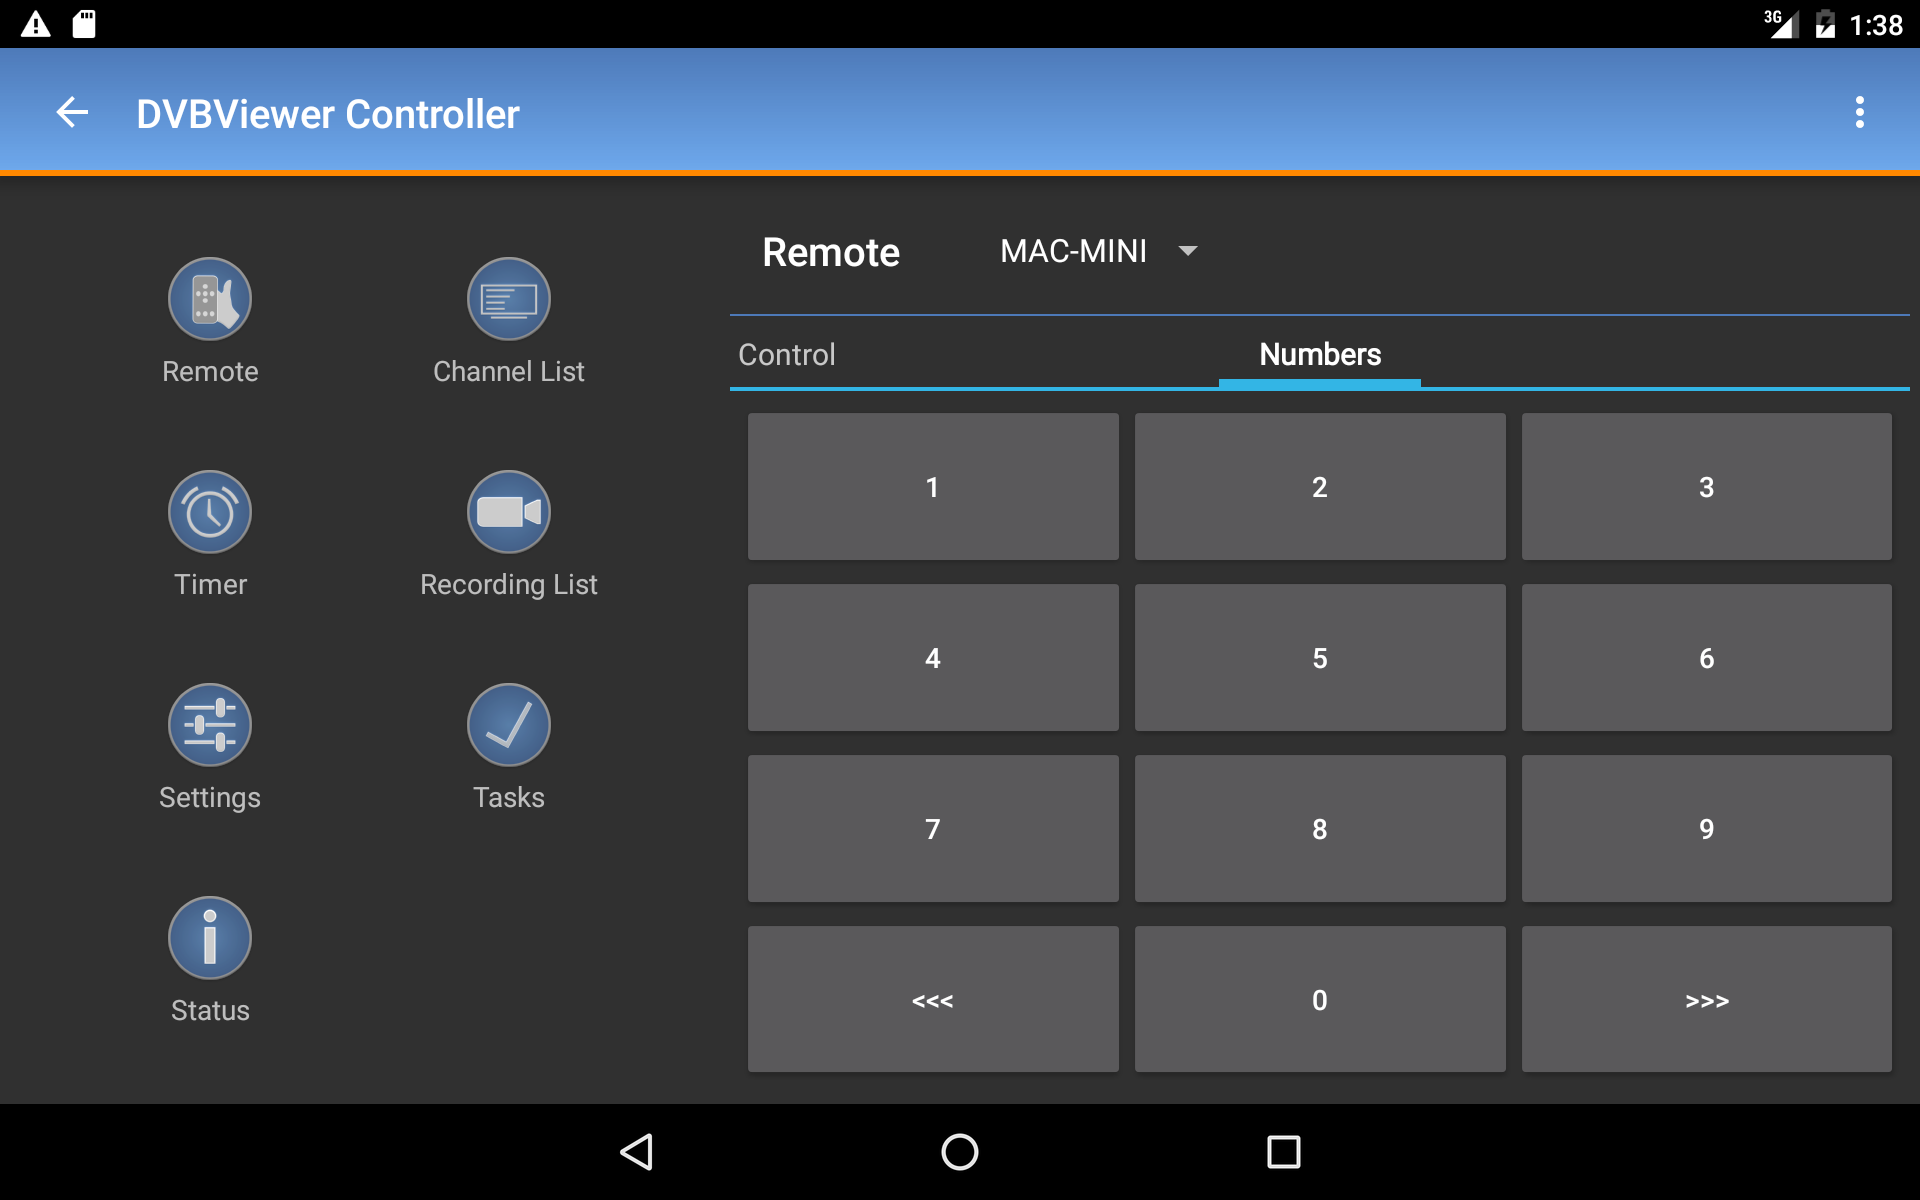 3G 1:38
DVBViewer Controller
Remote MAC-MINI
Control Numbers
Remote Channel List
Timer Recording List
Settings Tasks
Status
1 2 3
4 5 6
7 8 9
<<< 0 >>>